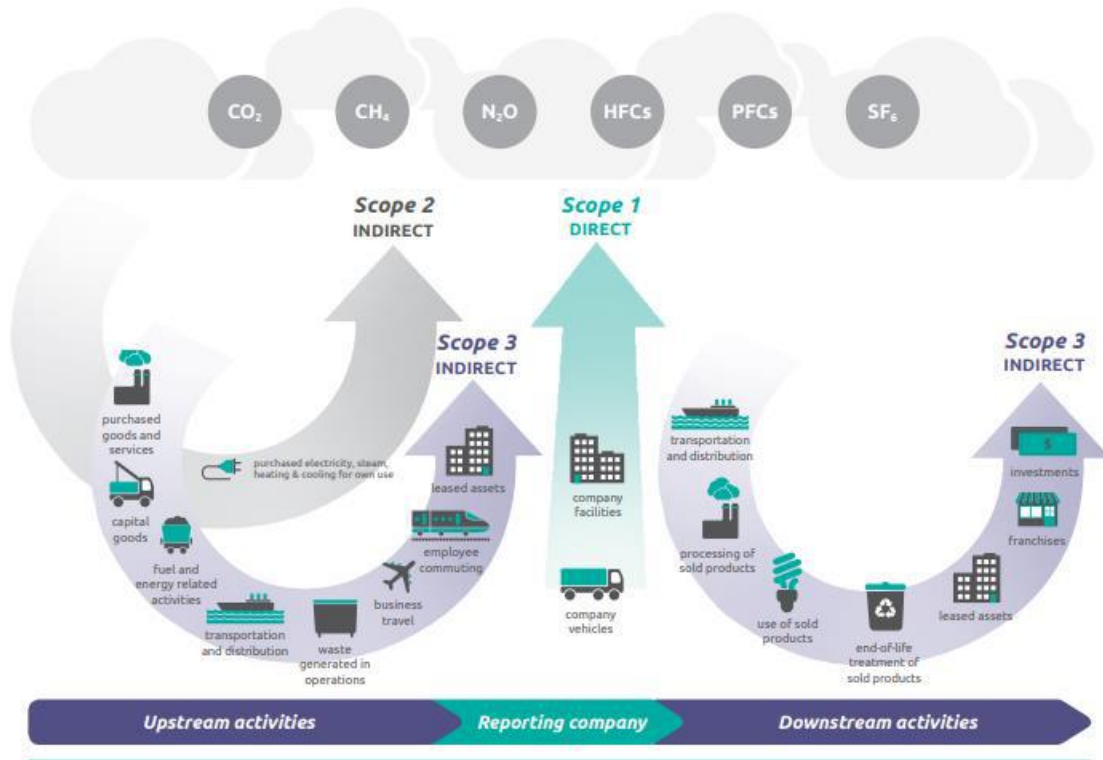 CO₂
CH₄
N₂O
HFCs
PFCs
SF₆
Scope 2
INDIRECT
Scope 1
DIRECT
Scope 3
INDIRECT
Scope 3
INDIRECT
purchased
goods and
services
capital
goods
fuel and
energy related
activities
transportation
and distribution
waste
generated in
operations
business
travel
employee
commuting
leased assets
purchased electricity, steam,
heating & cooling for own use
company
facilities
company
vehicles
transportation
and distribution
processing of
sold products
use of sold
products
end-of-life
treatment of
sold products
leased assets
franchises
$
investments
Upstream activities
Reporting company
Downstream activities